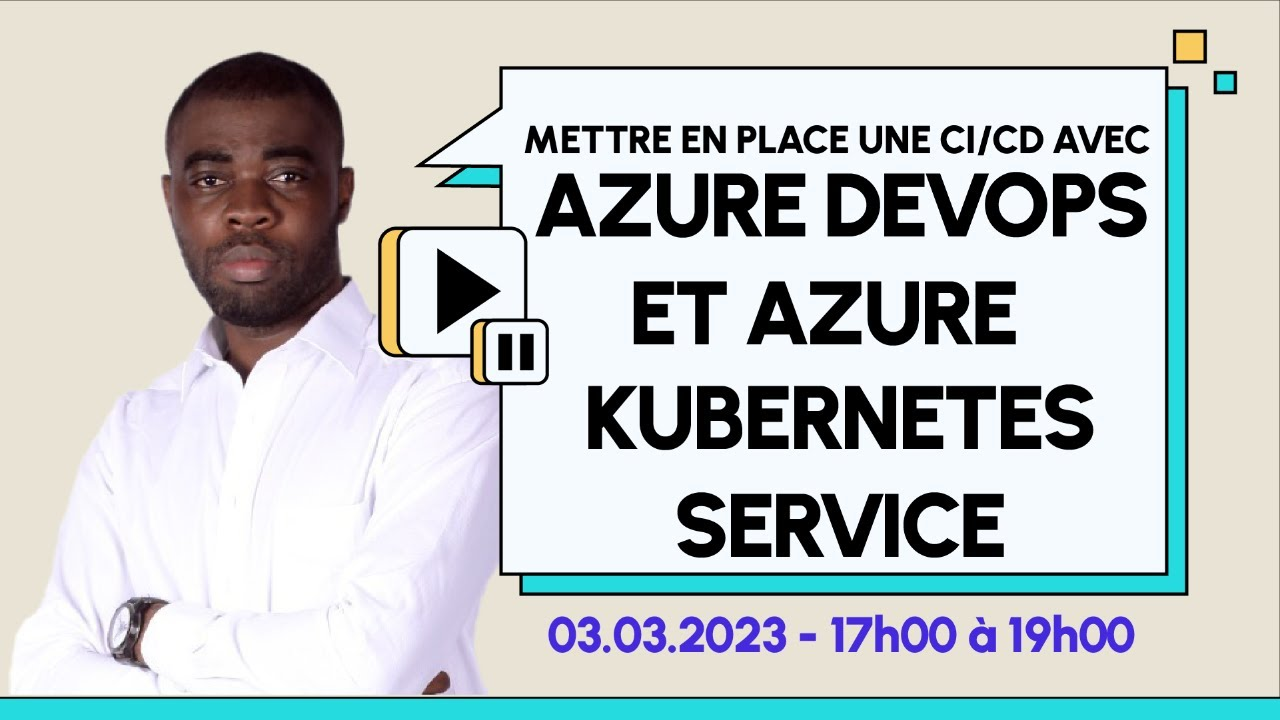 METTRE EN PLACE UNE CI/CD AVEC
AZURE DEVOPS
ET AZURE
KUBERNETES
SERVICE
03.03.2023 - 17h00 à 19h00